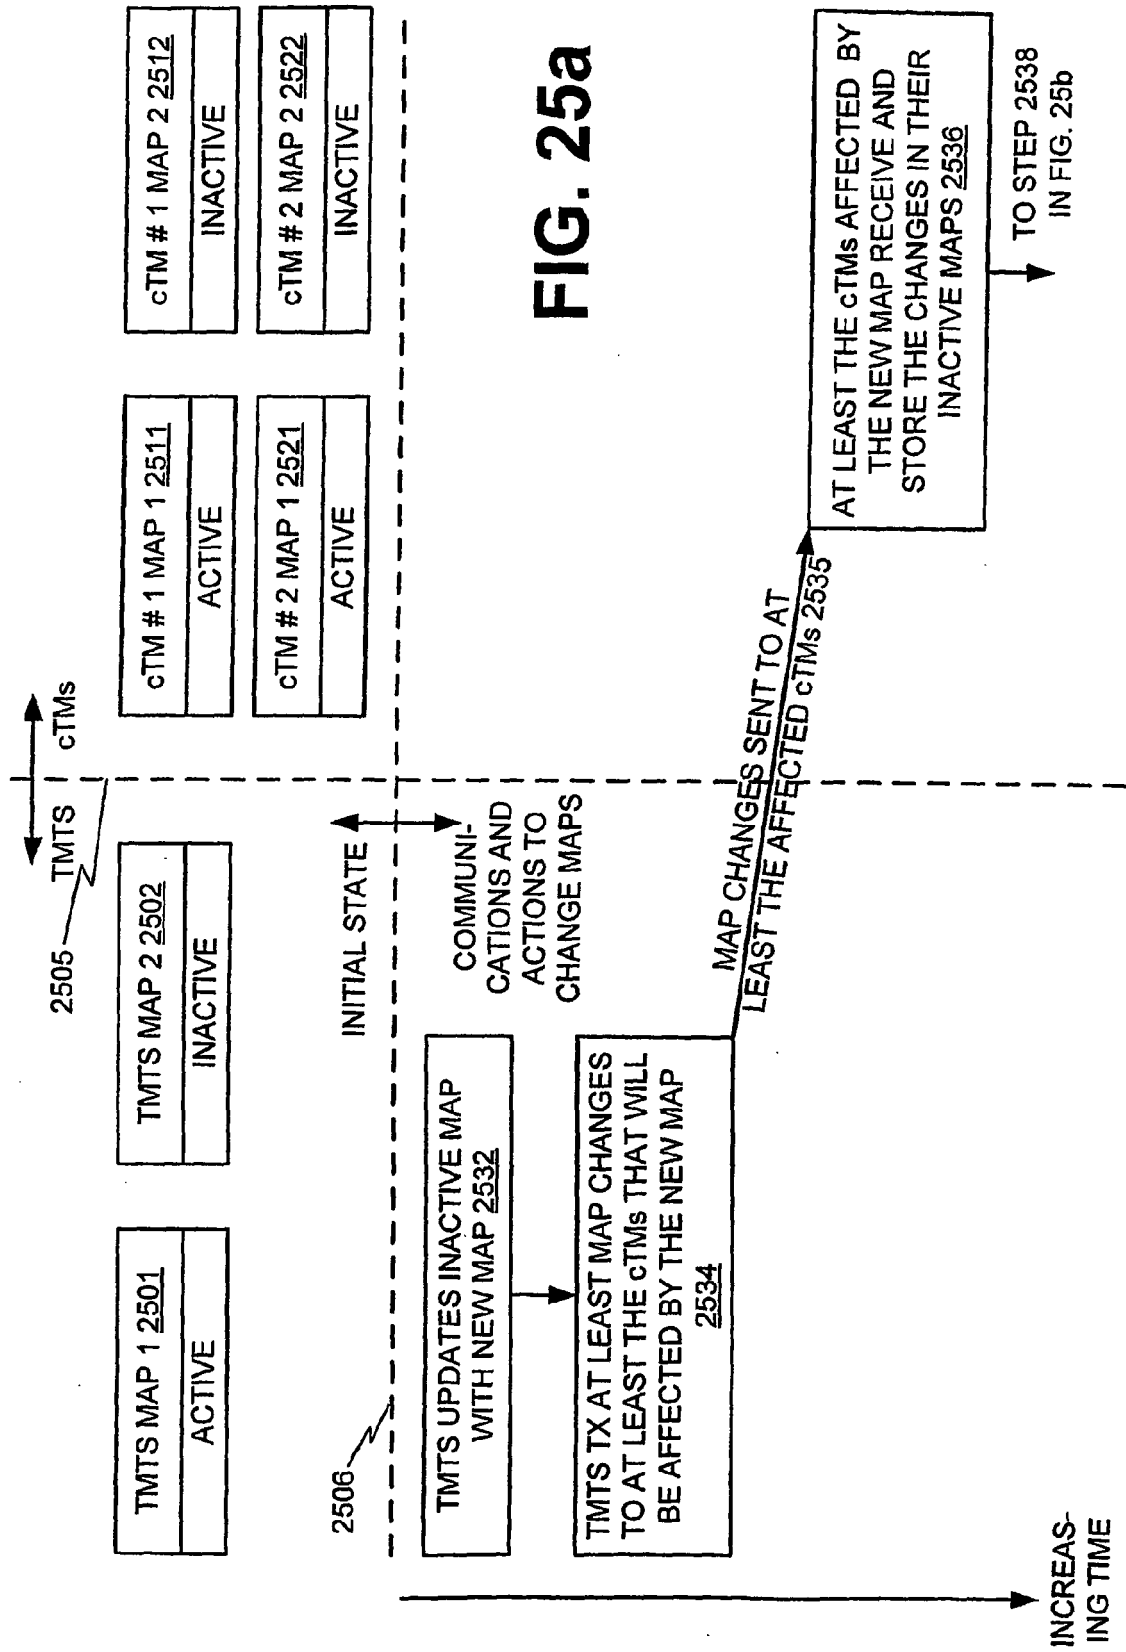 2505
TMTS
cTMs
TMTS MAP 1 2501
ACTIVE
TMTS MAP 2 2502
INACTIVE
cTM # 1 MAP 1 2511
ACTIVE
cTM # 1 MAP 2 2512
INACTIVE
cTM # 2 MAP 1 2521
ACTIVE
cTM # 2 MAP 2 2522
INACTIVE
2506
INITIAL STATE
COMMUNI-
CATIONS AND
ACTIONS TO
CHANGE MAPS
FIG. 25a
TMTS UPDATES INACTIVE MAP
WITH NEW MAP 2532
TMTS TX AT LEAST MAP CHANGES
TO AT LEAST THE cTMs THAT WILL
BE AFFECTED BY THE NEW MAP
2534
MAP CHANGES SENT TO AT
LEAST THE AFFECTED cTMs 2535
AT LEAST THE cTMs AFFECTED BY
THE NEW MAP RECEIVE AND
STORE THE CHANGES IN THEIR
INACTIVE MAPS 2536
TO STEP 2538
IN FIG. 25b
INCREAS-
ING TIME